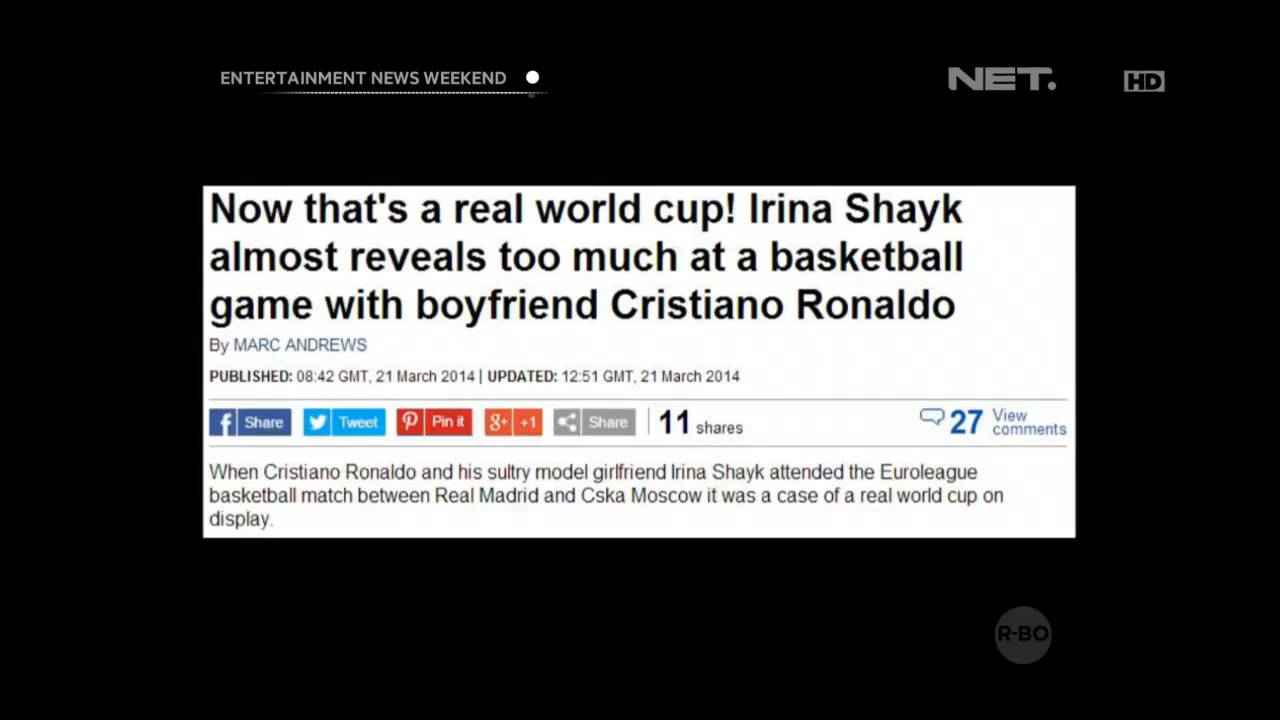 ENTERTAINMENT NEWS WEEKEND
NET.
HD
Now that's a real world cup! Irina Shayk
almost reveals too much at a basketball
game with boyfriend Cristiano Ronaldo
By MARC ANDREWS
PUBLISHED: 08:42 GMT, 21 March 2014 | UPDATED: 12:51 GMT, 21 March 2014
f Share Tweet Pin it 8+ +1 Share 11 shares 27 View comments
When Cristiano Ronaldo and his sultry model girlfriend Irina Shayk attended the Euroleague
basketball match between Real Madrid and Cska Moscow it was a case of a real world cup on
display.
R-BO